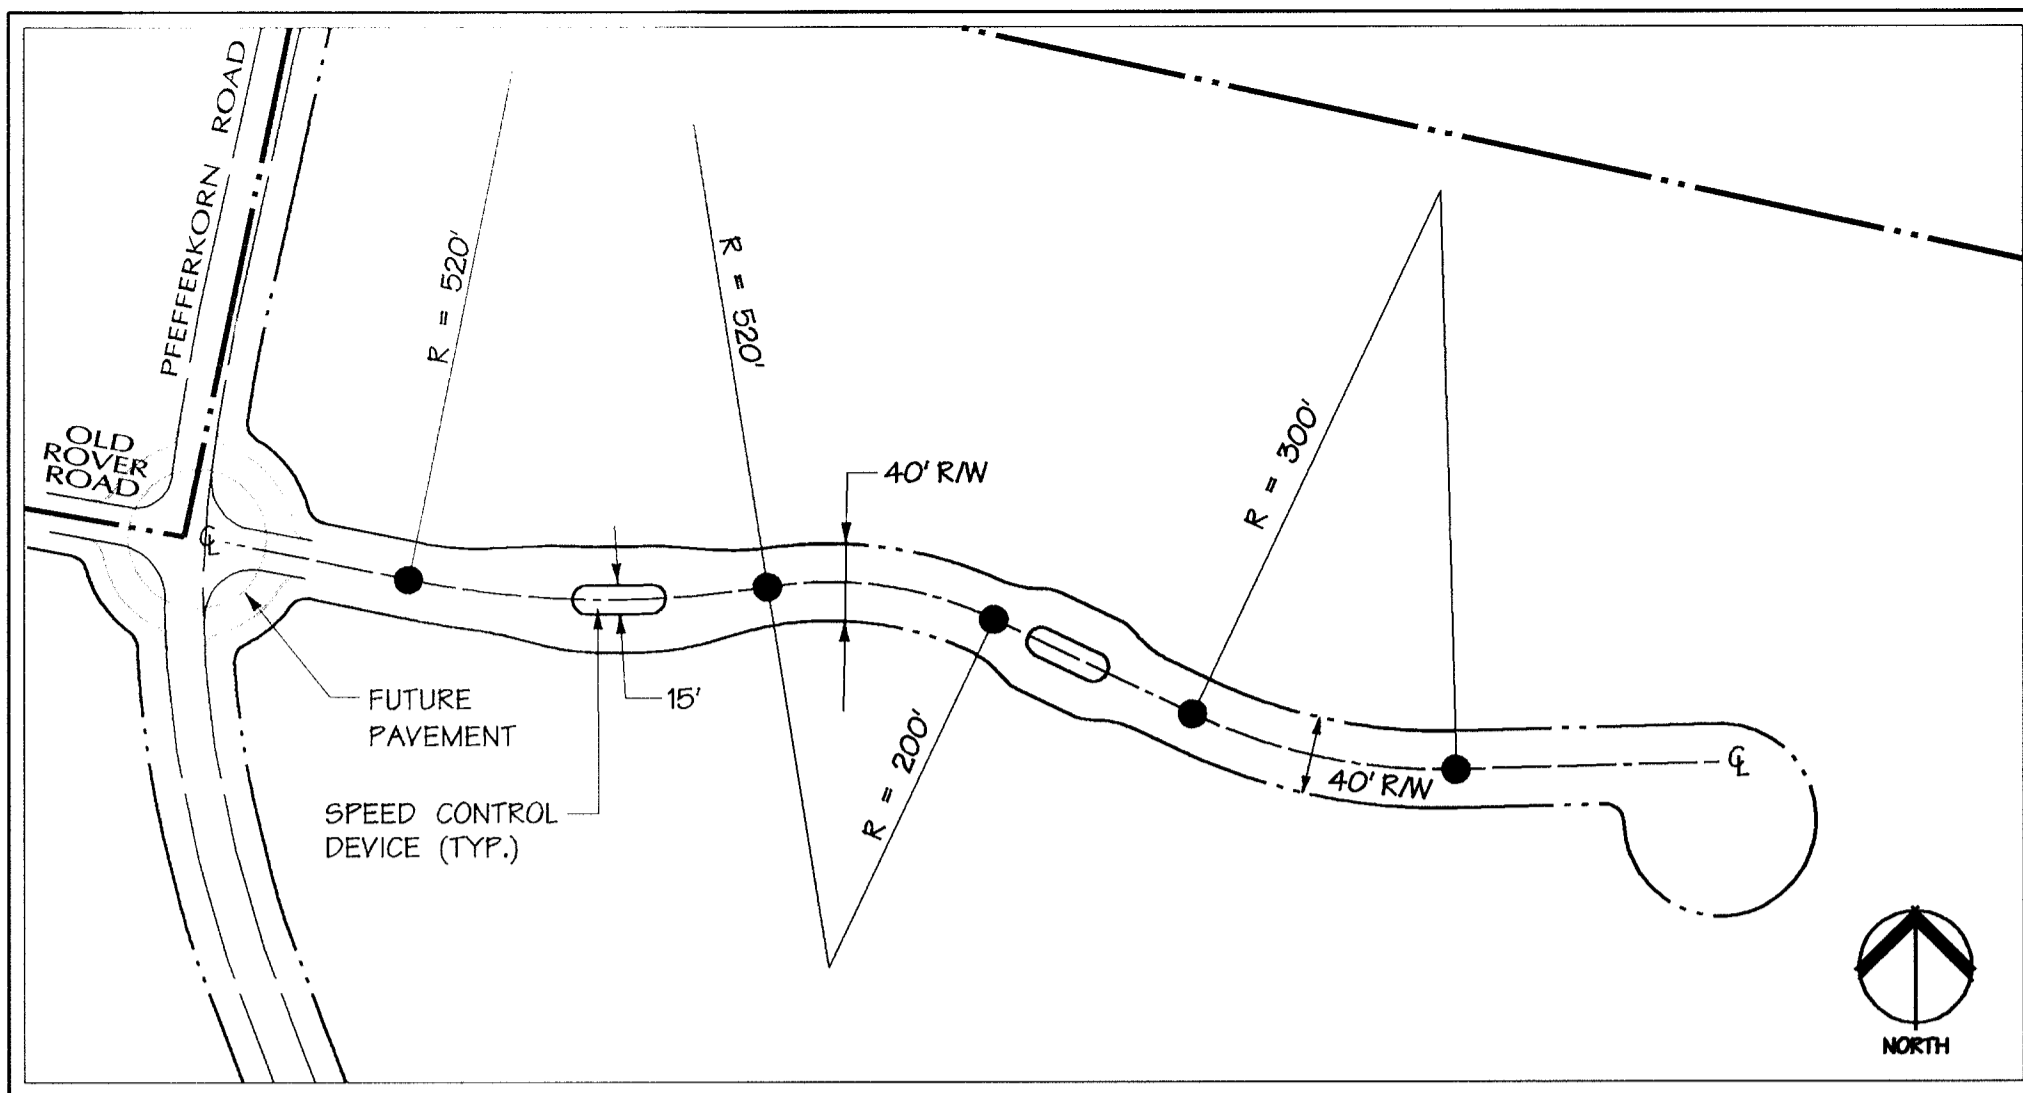 PFEFFERKORN ROAD
OLD
ROVER
ROAD
R = 520'
R = 520'
40' R/W
R = 300'
℄
15'
FUTURE
PAVEMENT
SPEED CONTROL
DEVICE (TYP.)
R = 200'
40' R/W
℄
NORTH